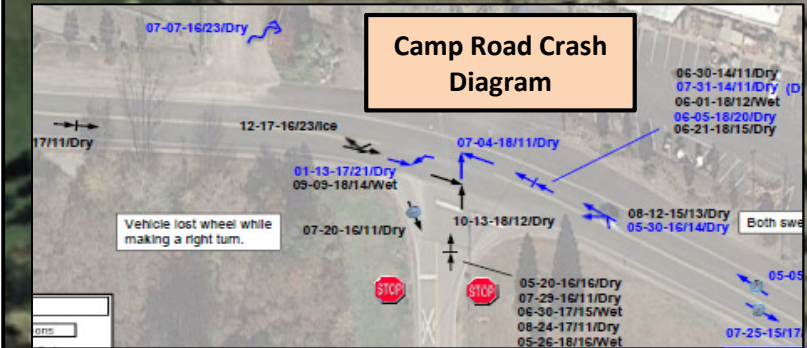 07-07-16/23/Dry
Camp Road Crash
Diagram
06-30-14/11/Dry
07-31-14/11/Dry (D
06-01-18/12/Wet
06-05-18/20/Dry
06-21-18/15/Dry
17/11/Dry
12-17-16/23/Ice
07-04-18/11/Dry
01-13-17/21/Dry
09-09-18/14/Wet
Vehicle lost wheel while
making a right turn.
07-20-16/11/Dry
10-13-18/12/Dry
08-12-15/13/Dry
05-30-16/14/Dry
Both swe
STOP
STOP
05-20-16/16/Dry
07-29-16/11/Dry
06-30-17/15/Wet
08-24-17/11/Dry
05-26-18/16/Wet
05-05
07-25-15/17/
ons